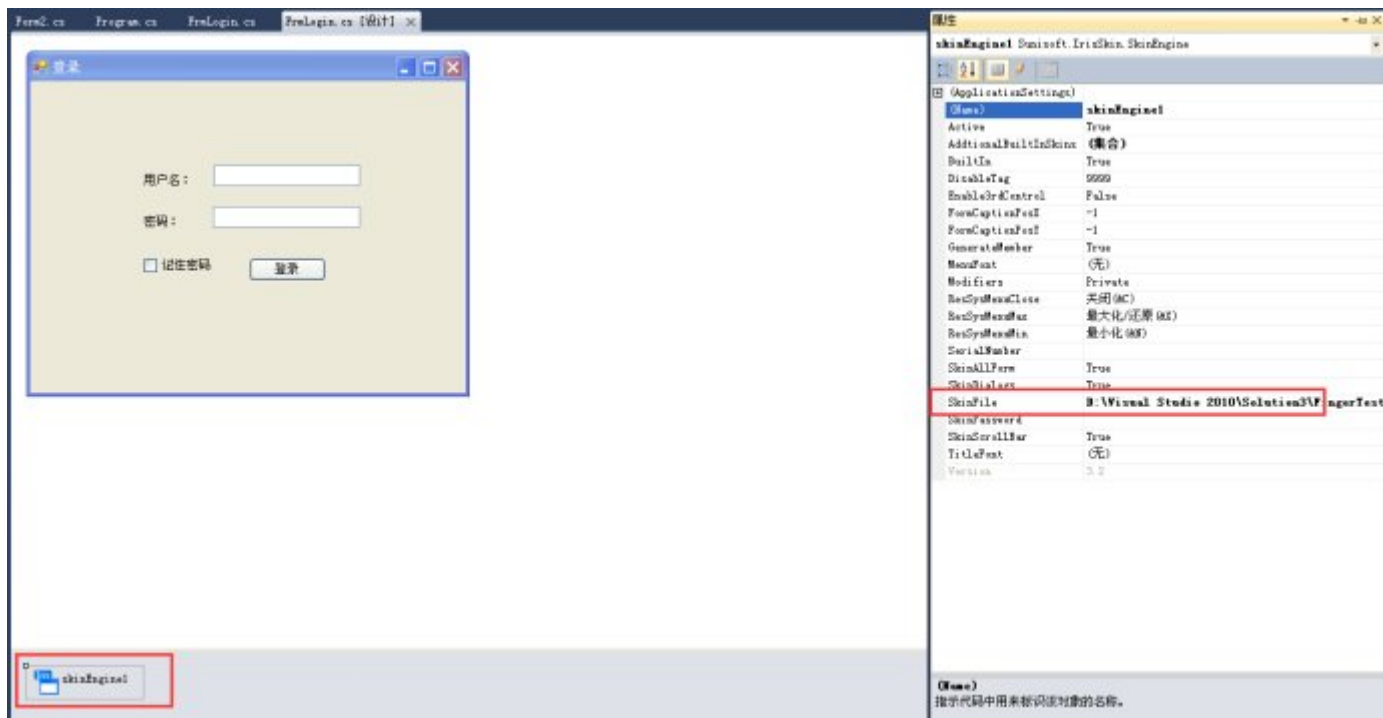 Form2.cs Program.cs FrmLogin.cs FrmLogin.cs [设计] ×
登录
用户名：
密码：
记住密码
登录
skinEngine1
属性
skinEngine1 Sunisoft.IrisSkin.SkinEngine
(ApplicationSettings)
(Name) skinEngine1
Active True
AddtionalBuiltInSkins (集合)
BuiltIn True
DisableTag 9999
Enable3rdControl False
FormCaptionPosX -1
FormCaptionPosY -1
GenerateMember True
MenuFont (无)
Modifiers Private
ResSysMenuClose 关闭(&C)
ResSysMenuMax 最大化/还原(&X)
ResSysMenuMin 最小化(&N)
SerialNumber
SkinAllForm True
SkinDialogs True
SkinFile D:\Visual Studio 2010\Solution3\FingerTest
SkinPassword
SkinScrollBar True
TitleFont (无)
Version 3.2
(Name)
指示代码中用来标识该对象的名称。